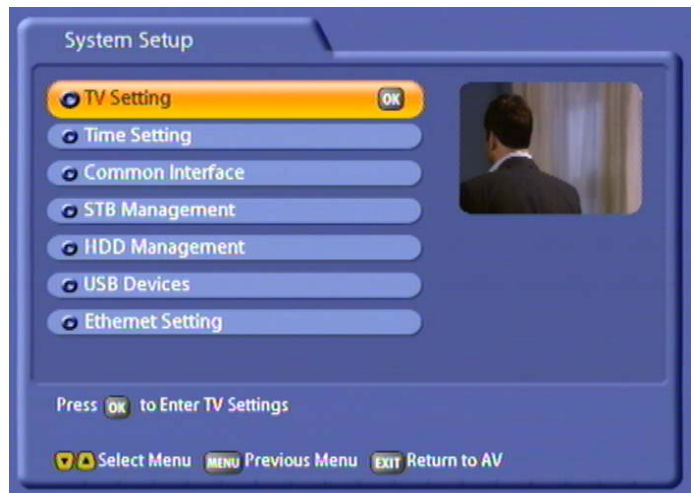 System Setup
TV Setting OK
Time Setting
Common Interface
STB Management
HDD Management
USB Devices
Ethernet Setting
Press OK to Enter TV Settings
Select Menu MENU Previous Menu EXIT Return to AV